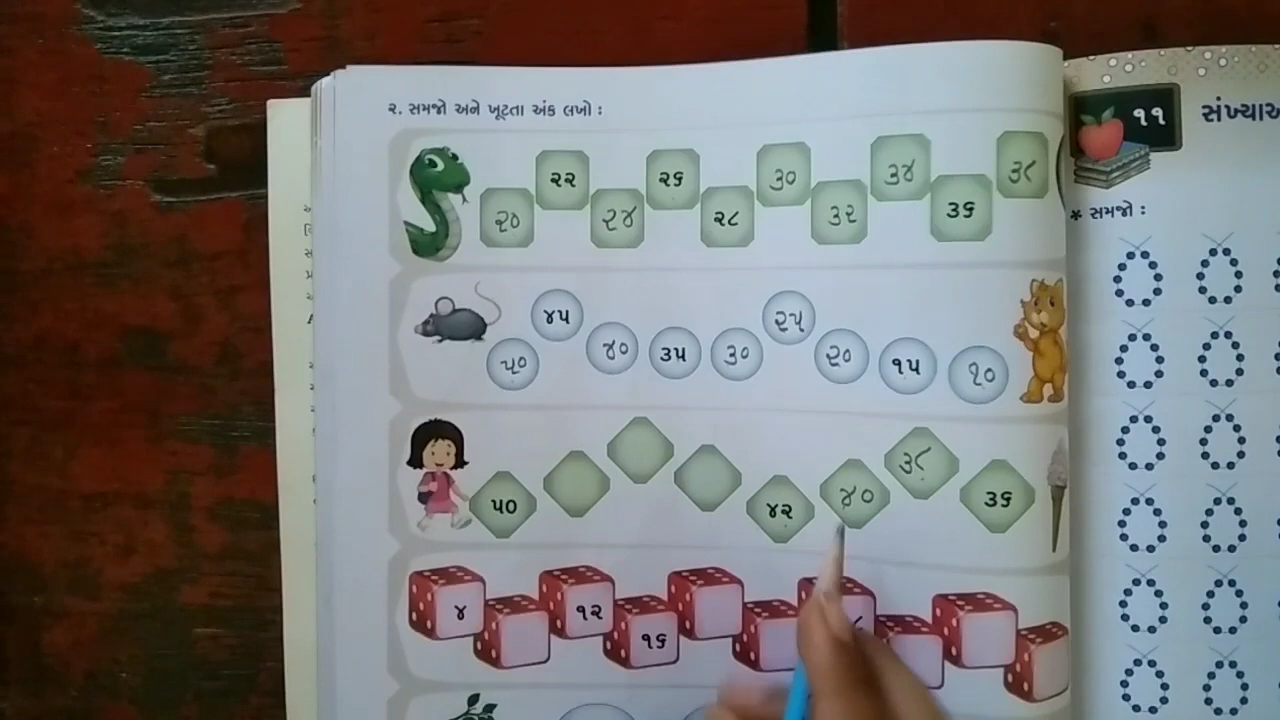 ૨. સમજો અને ખૂટતા અંક લખો :
૨૦ ૨૨ ૨૪ ૨૬ ૨૮ ૩૦ ૩૨ ૩૪ ૩૬ ૩૮
૫૦ ૪૫ ૪૦ ૩૫ ૩૦ ૨૫ ૨૦ ૧૫ ૧૦
૫૦ ૪૨ ૪૦ ૩૮ ૩૬
૪ ૧૨ ૧૬
૧૧
* સમજો :